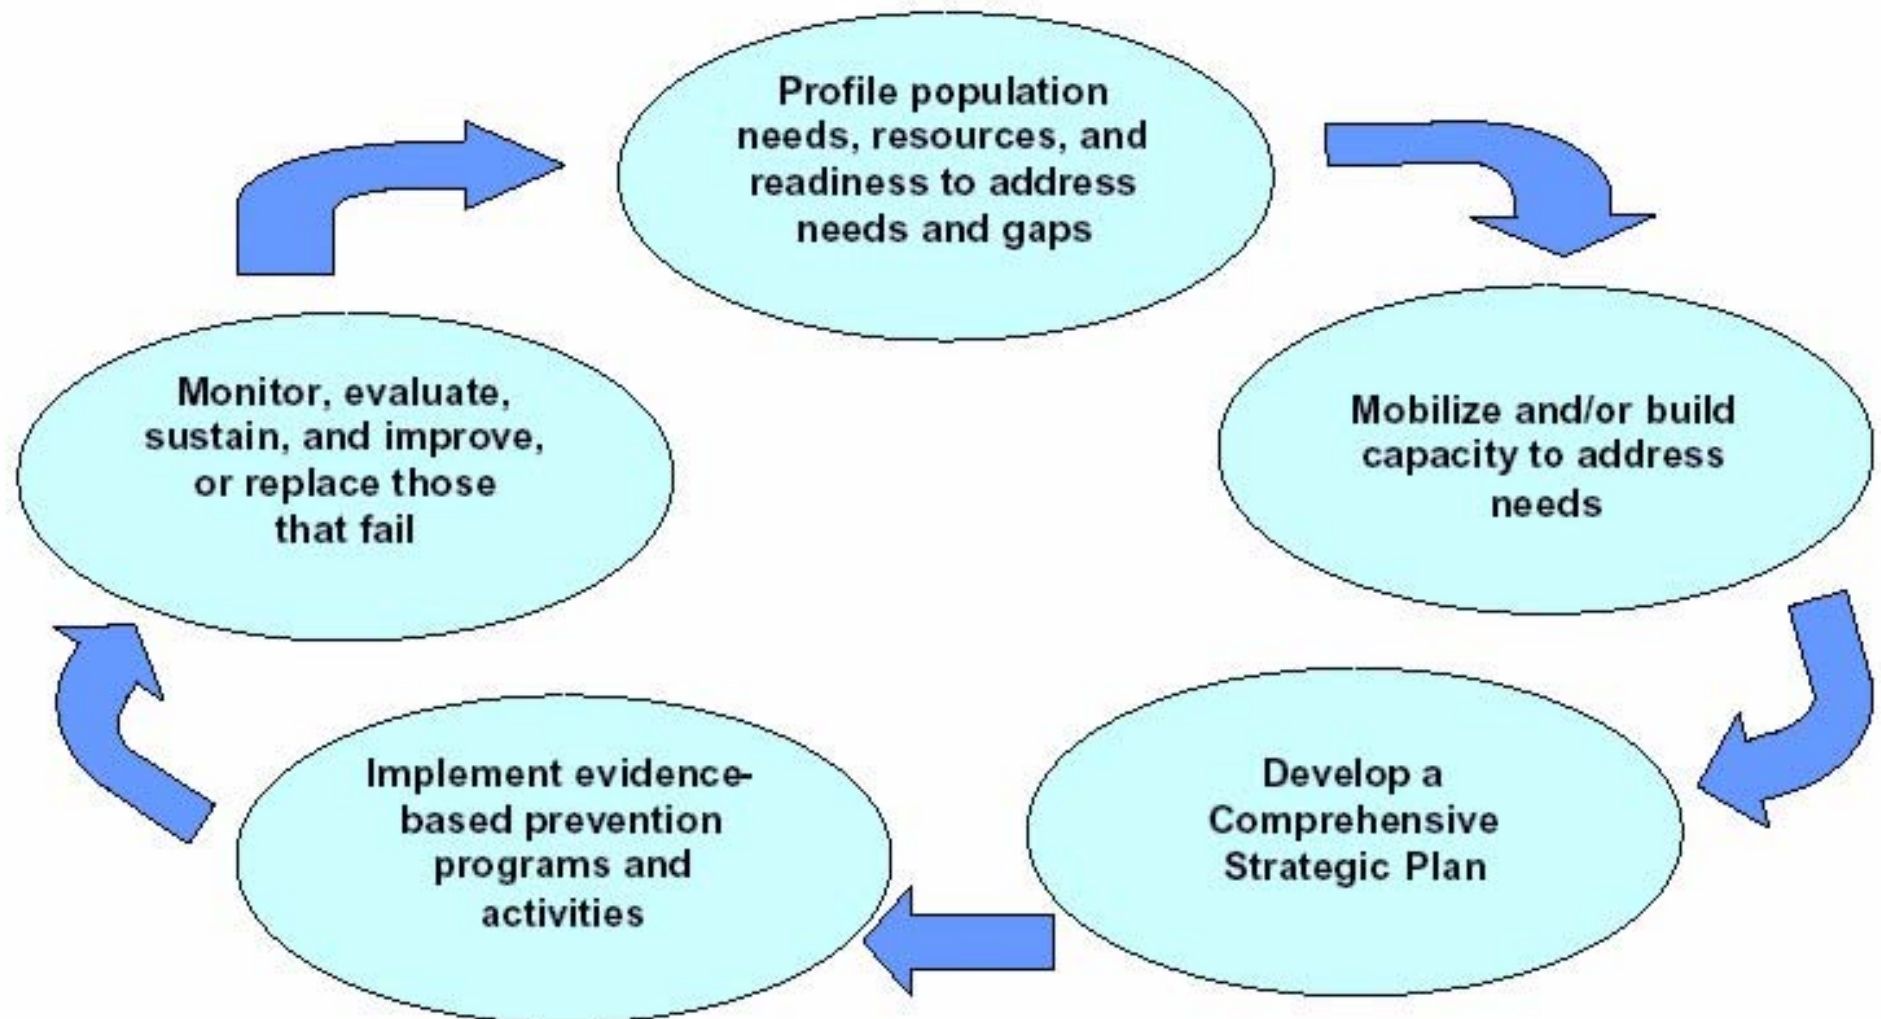 Profile population
needs, resources, and
readiness to address
needs and gaps
Mobilize and/or build
capacity to address
needs
Develop a
Comprehensive
Strategic Plan
Implement evidence-
based prevention
programs and
activities
Monitor, evaluate,
sustain, and improve,
or replace those
that fail